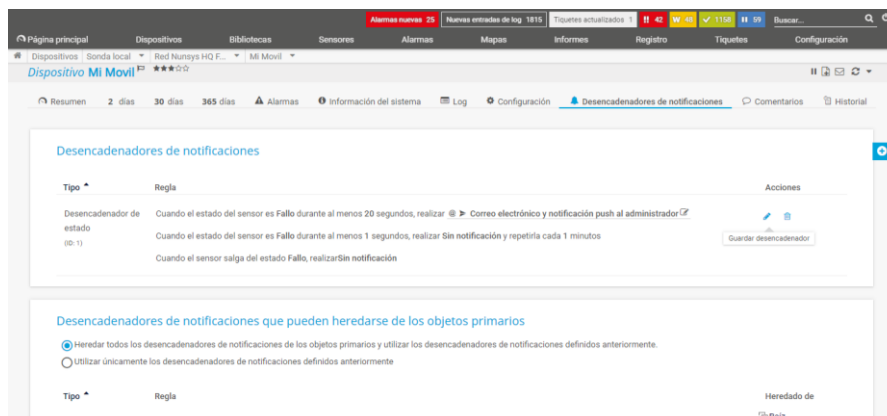 Alarmas nuevas 25 Nuevas entradas de log 1815 Tiquetes actualizados 1 !! 42 W 48 1158 59 Buscar...
Página principal Dispositivos Bibliotecas Sensores Alarmas Mapas Informes Registro Tiquetes Configuración
Dispositivos Sonda local Red Nunsys HQ F... Mi Movil
Dispositivo Mi Movil
Resumen 2 días 30 días 365 días Alarmas Información del sistema Log Configuración Desencadenadores de notificaciones Comentarios Historial
Desencadenadores de notificaciones
Tipo Regla Acciones
Desencadenador de estado (ID: 1)
Cuando el estado del sensor es Fallo durante al menos 20 segundos, realizar @ Correo electrónico y notificación push al administrador
Cuando el estado del sensor es Fallo durante al menos 1 segundos, realizar Sin notificación y repetirla cada 1 minutos
Guardar desencadenador
Cuando el sensor salga del estado Fallo, realizarSin notificación
Desencadenadores de notificaciones que pueden heredarse de los objetos primarios
Heredar todos los desencadenadores de notificaciones de los objetos primarios y utilizar los desencadenadores de notificaciones definidos anteriormente.
Utilizar únicamente los desencadenadores de notificaciones definidos anteriormente
Tipo Regla Heredado de